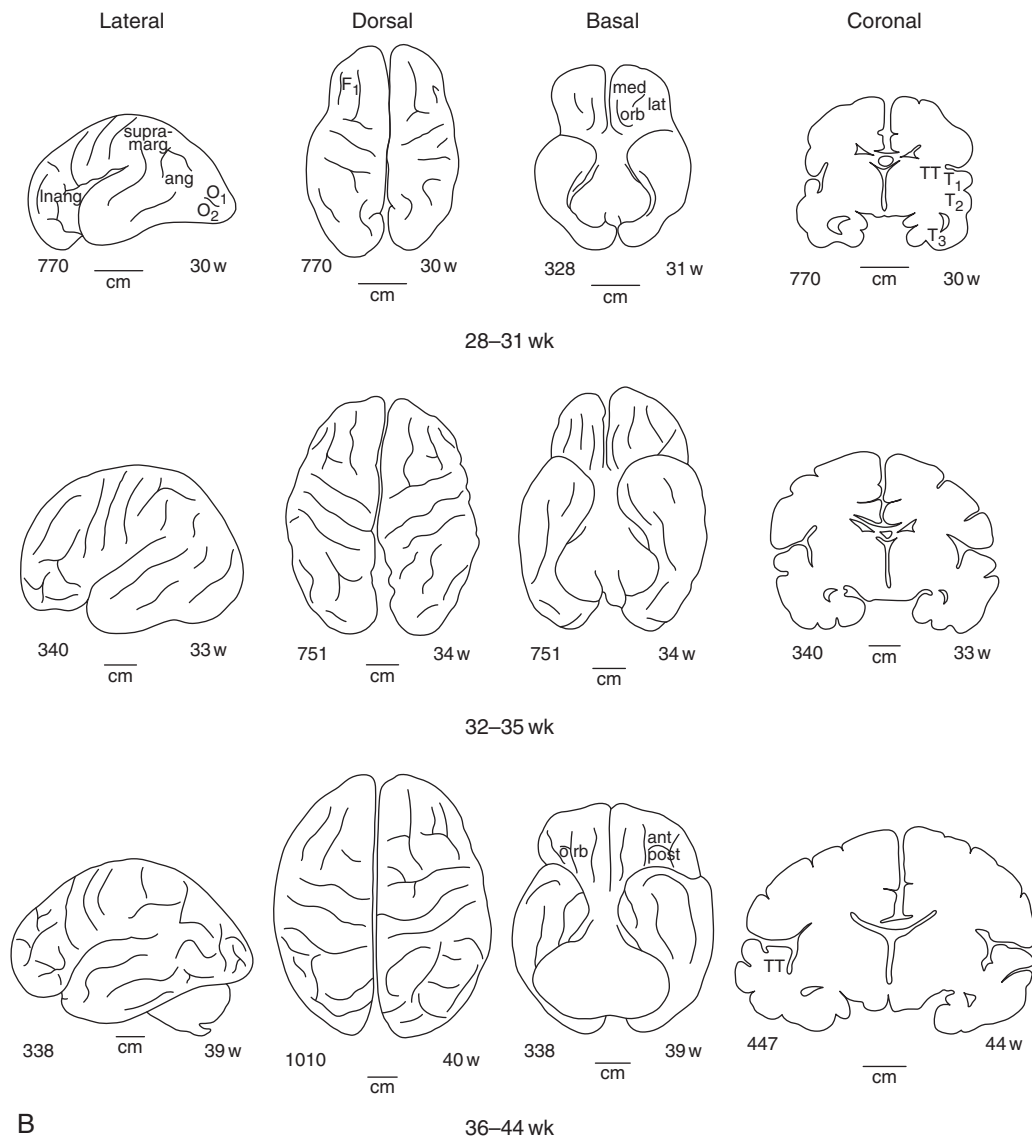 Lateral Dorsal Basal Coronal
F1
med
lat
orb
supra-
marg
ang
Inang
O1
O2
TT T1
T2
T3
770 30 w 770 30 w 328 31 w 770 30 w
cm cm cm cm
28–31 wk
340 33 w 751 34 w 751 34 w 340 33 w
cm cm cm cm
32–35 wk
orb
ant
post
TT
338 39 w 1010 40 w 338 39 w 447 44 w
cm cm cm cm
B 36–44 wk